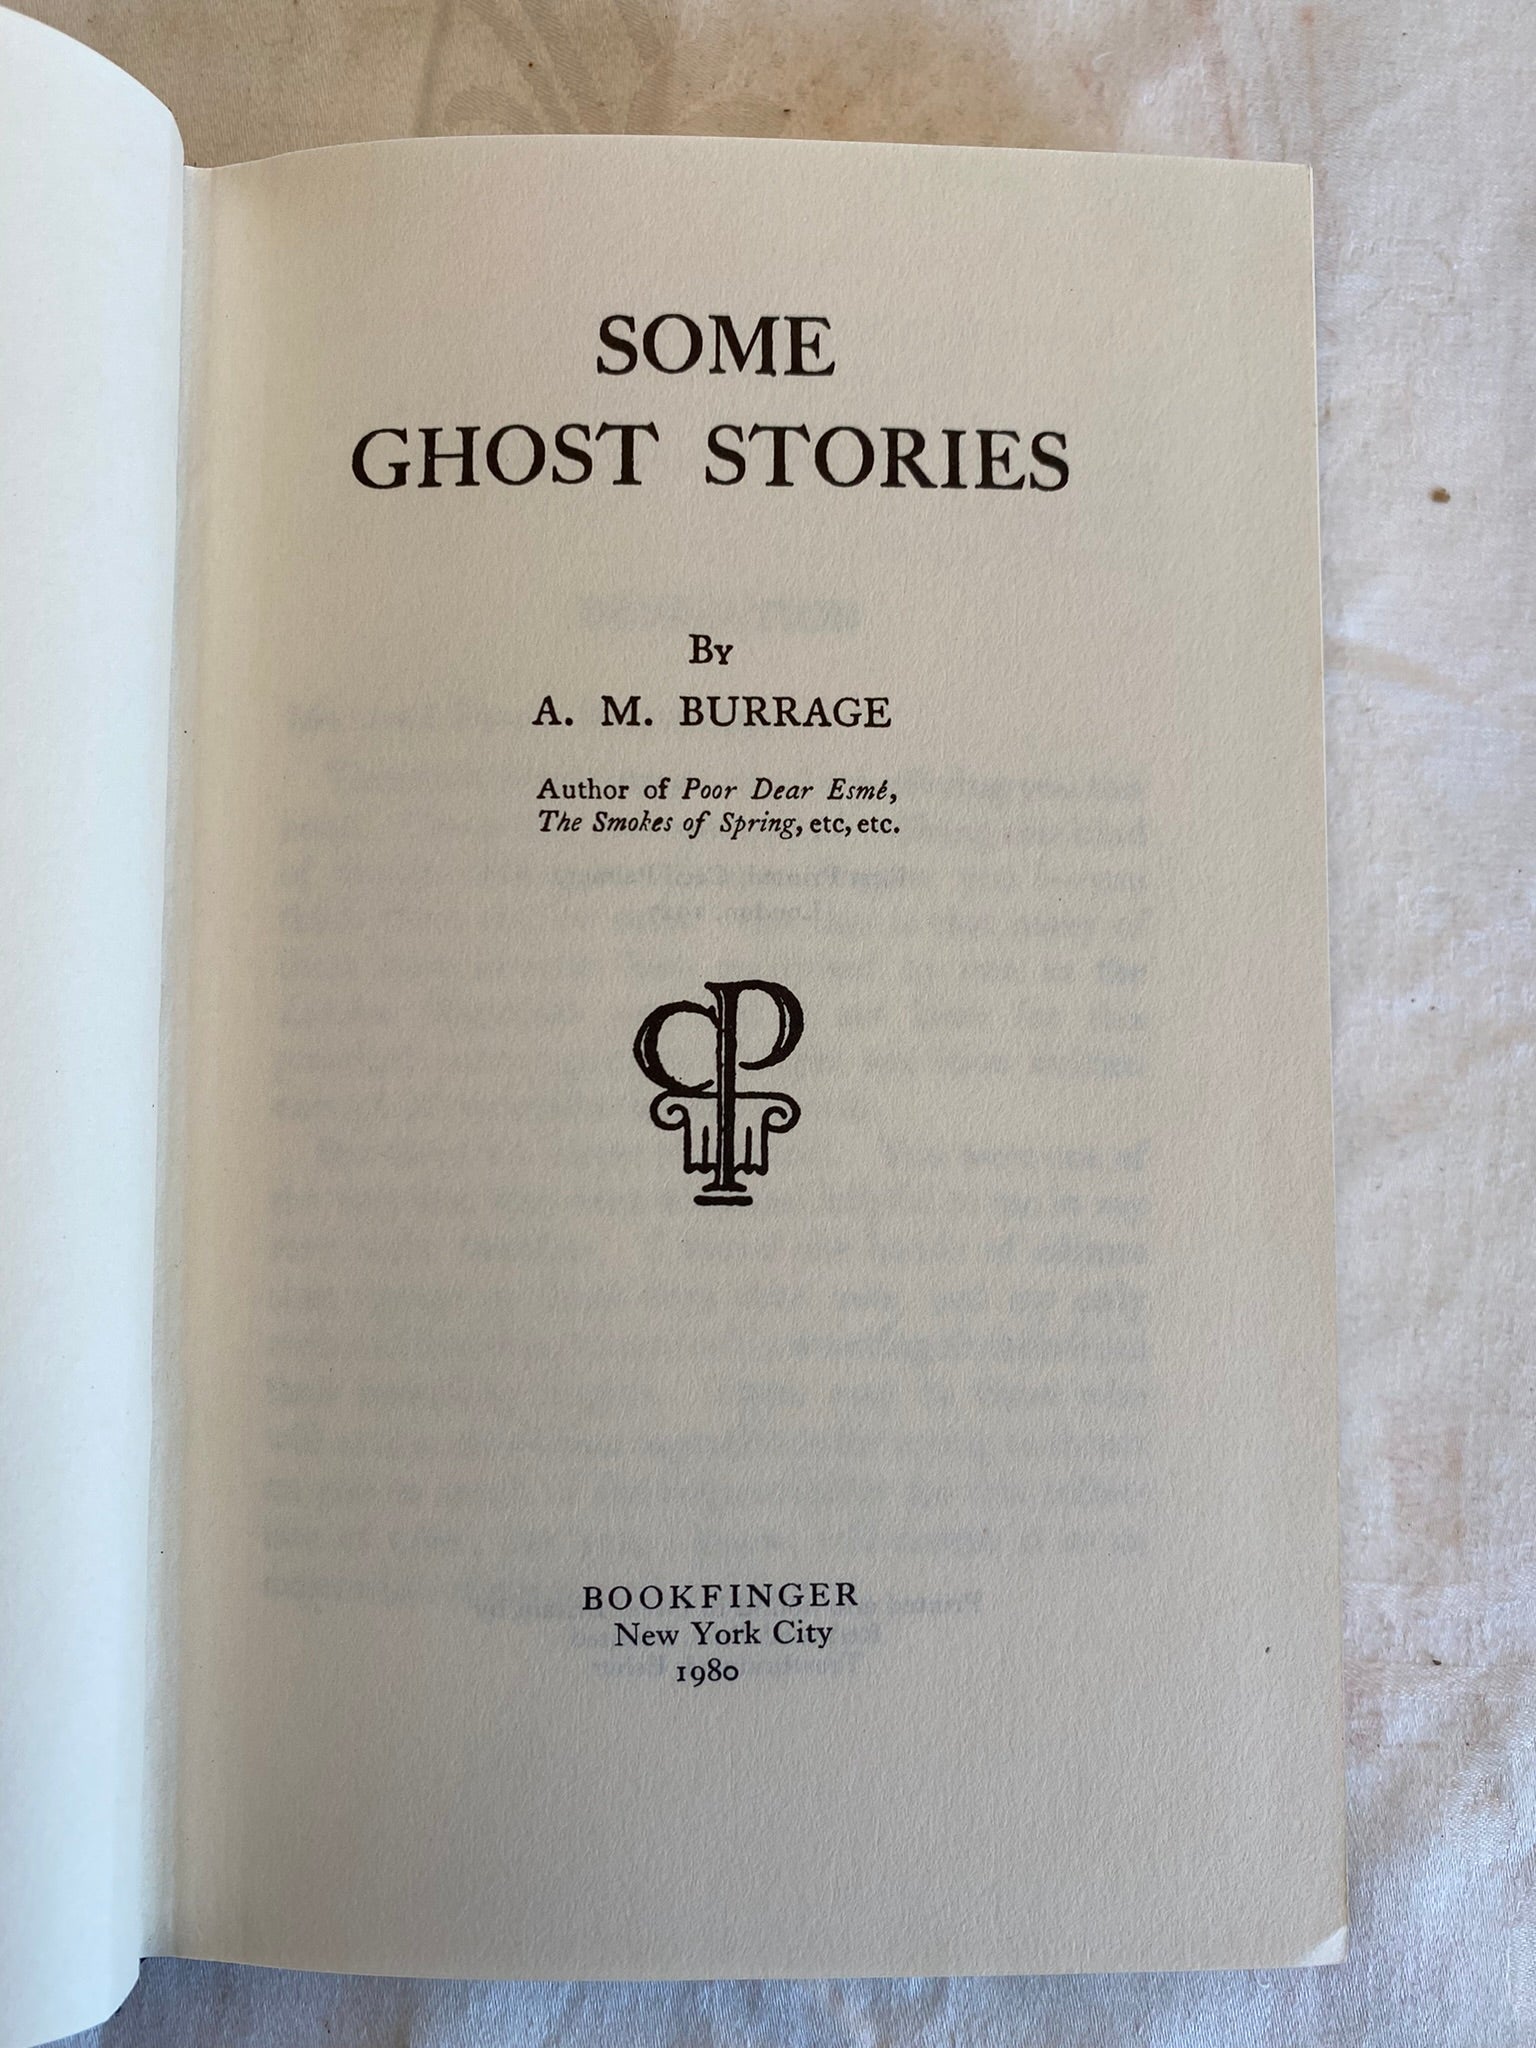 SOME
GHOST STORIES
By
A. M. BURRAGE
Author of Poor Dear Esmé,
The Smokes of Spring, etc, etc.
CP
BOOKFINGER
New York City
1980